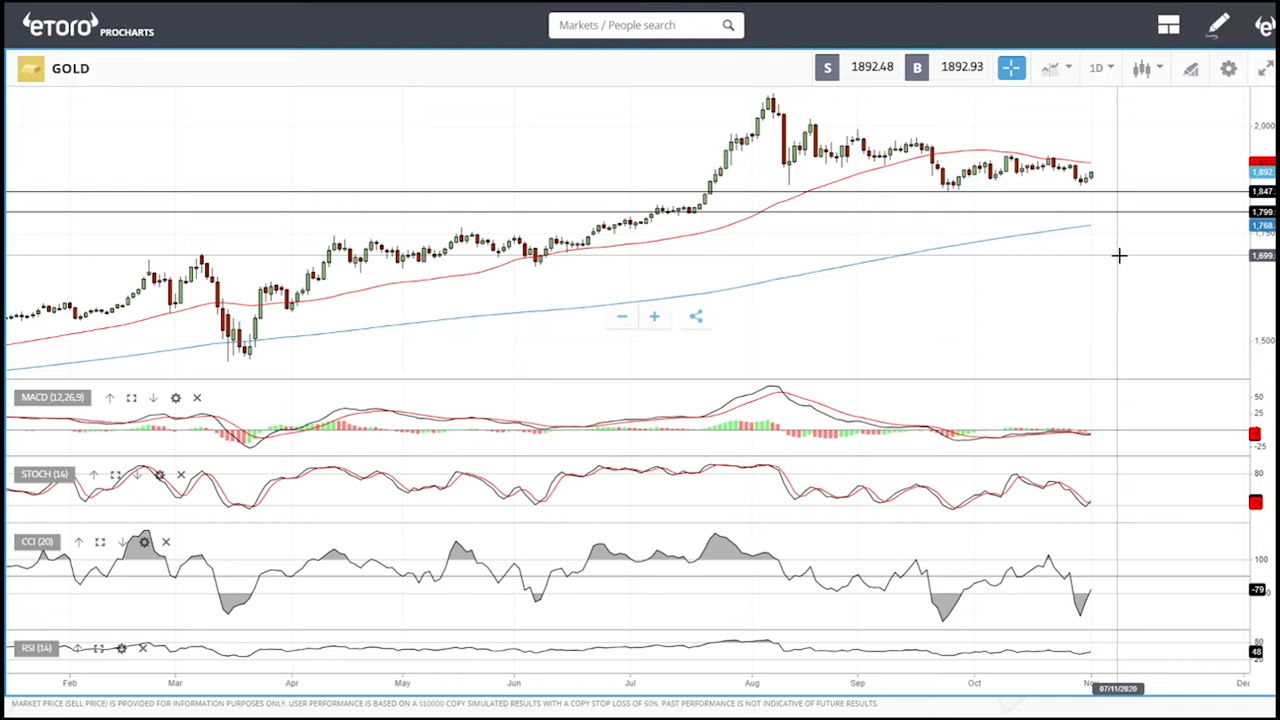 eTORO PROCHARTS
Markets / People search
GOLD
S 1892.48 B 1892.93 1D
2,000
1,892
1,847
1,799
1,768
1,699
1,500
MACD (12,26,9)
50
25
-25
STOCH (14)
80
CCI (20)
100
-79
RSI (14)
80
48
20
Feb Mar Apr May Jun Jul Aug Sep Oct
07/11/2020
MARKET PRICE (SELL PRICE) IS PROVIDED FOR INFORMATION PURPOSES ONLY. USER PERFORMANCE IS BASED ON A $10000 COPY SIMULATED RESULTS WITH A COPY STOP LOSS OF 60%. PAST PERFORMANCE IS NOT INDICATIVE OF FUTURE RESULTS.